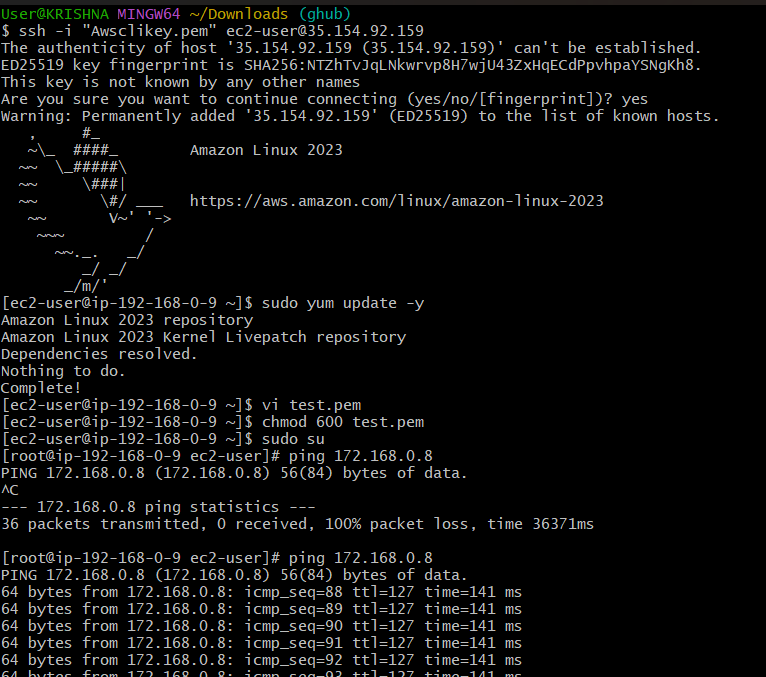 User@KRISHNA MINGW64 ~/Downloads (ghub)
$ ssh -i "Awsclikey.pem" ec2-user@35.154.92.159
The authenticity of host '35.154.92.159 (35.154.92.159)' can't be established.
ED25519 key fingerprint is SHA256:NTZhTvJqLNkwrvp8H7wjU43ZxHqECdPpvhpaYSNgKh8.
This key is not known by any other names
Are you sure you want to continue connecting (yes/no/[fingerprint])? yes
Warning: Permanently added '35.154.92.159' (ED25519) to the list of known hosts.
   ,     #_
   ~\_  ####_        Amazon Linux 2023
  ~~  \_#####\
  ~~     \###|
  ~~       \#/ ___   https://aws.amazon.com/linux/amazon-linux-2023
   ~~       V~' '->
    ~~~         /
      ~~._.   _/
         _/ _/
       _/m/'
[ec2-user@ip-192-168-0-9 ~]$ sudo yum update -y
Amazon Linux 2023 repository
Amazon Linux 2023 Kernel Livepatch repository
Dependencies resolved.
Nothing to do.
Complete!
[ec2-user@ip-192-168-0-9 ~]$ vi test.pem
[ec2-user@ip-192-168-0-9 ~]$ chmod 600 test.pem
[ec2-user@ip-192-168-0-9 ~]$ sudo su
[root@ip-192-168-0-9 ec2-user]# ping 172.168.0.8
PING 172.168.0.8 (172.168.0.8) 56(84) bytes of data.
^C
--- 172.168.0.8 ping statistics ---
36 packets transmitted, 0 received, 100% packet loss, time 36371ms

[root@ip-192-168-0-9 ec2-user]# ping 172.168.0.8
PING 172.168.0.8 (172.168.0.8) 56(84) bytes of data.
64 bytes from 172.168.0.8: icmp_seq=88 ttl=127 time=141 ms
64 bytes from 172.168.0.8: icmp_seq=89 ttl=127 time=141 ms
64 bytes from 172.168.0.8: icmp_seq=90 ttl=127 time=141 ms
64 bytes from 172.168.0.8: icmp_seq=91 ttl=127 time=141 ms
64 bytes from 172.168.0.8: icmp_seq=92 ttl=127 time=141 ms
64 bytes from 172.168.0.8: icmp_seq=93 ttl=127 time=141 ms